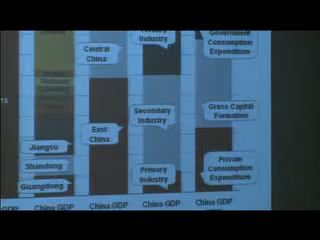 Industry
Government
Consumption
Expenditure
Central
China
Secondary
Industry
Gross Capital
Formation
East
China
Jiangsu
Shandong
Guangdong
Primary
Industry
Private
Consumption
Expenditure
GDP
China GDP
China GDP
China GDP